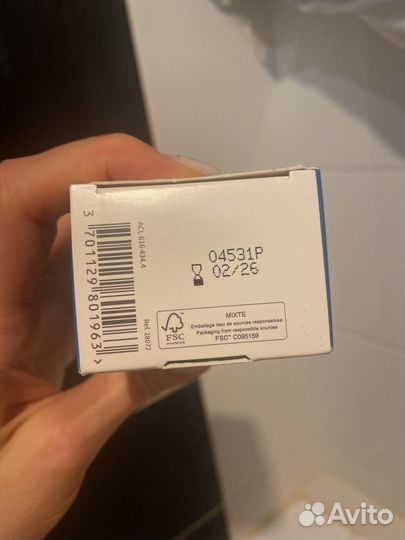 04531P
02/26
3 701129 801963 >
ACL 616 434.4
Ref. 28072
FSC
www.fsc.org
MIXTE
Emballage issu de sources responsables
Packaging from responsible sources
FSC™ C095159
Avito